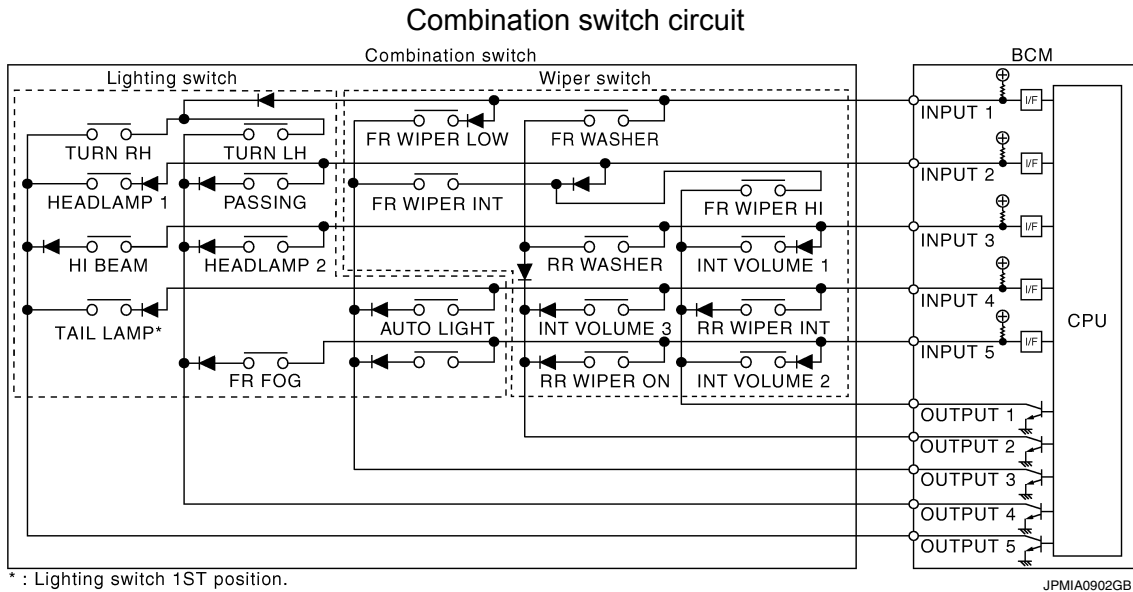 Combination switch circuit
Combination switch
BCM
Lighting switch
Wiper switch
TURN RH
TURN LH
FR WIPER LOW
FR WASHER
INPUT 1
I/F
HEADLAMP 1
PASSING
FR WIPER INT
FR WIPER HI
INPUT 2
I/F
HI BEAM
HEADLAMP 2
RR WASHER
INT VOLUME 1
INPUT 3
I/F
TAIL LAMP*
AUTO LIGHT
INT VOLUME 3
RR WIPER INT
INPUT 4
I/F
CPU
FR FOG
RR WIPER ON
INT VOLUME 2
INPUT 5
I/F
OUTPUT 1
OUTPUT 2
OUTPUT 3
OUTPUT 4
OUTPUT 5
* : Lighting switch 1ST position.
JPMIA0902GB